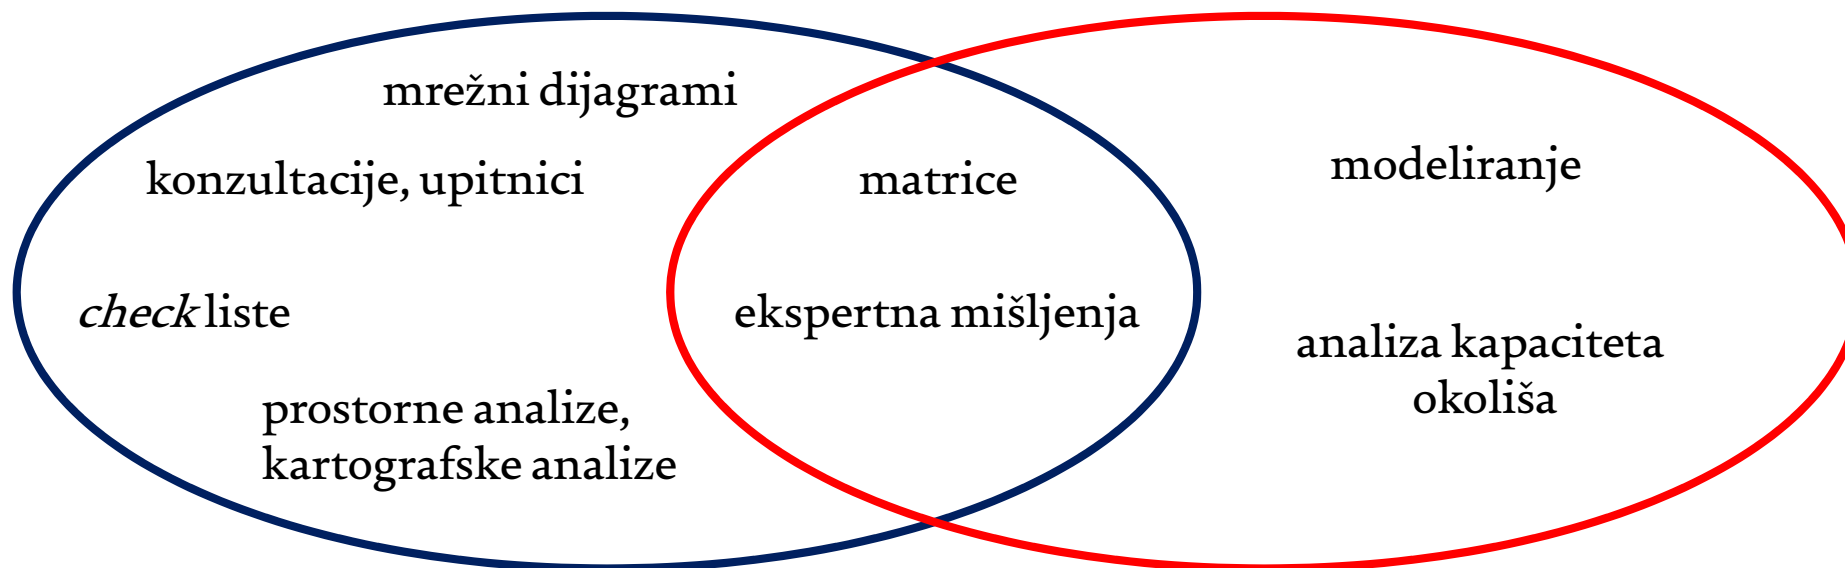 mrežni dijagrami
konzultacije, upitnici
check liste
prostorne analize,
kartografske analize
matrice
ekspertna mišljenja
modeliranje
analiza kapaciteta
okoliša